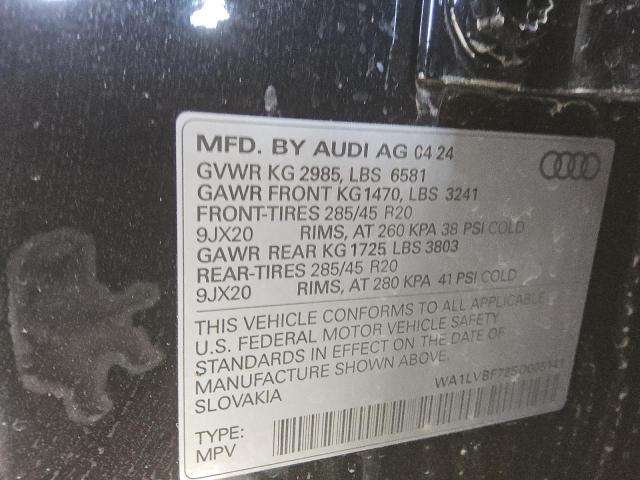 MFD. BY AUDI AG 04 24
GVWR KG 2985, LBS 6581
GAWR FRONT KG1470, LBS 3241
FRONT-TIRES 285/45 R20
9JX20 RIMS, AT 260 KPA 38 PSI COLD
GAWR REAR KG 1725, LBS 3803
REAR-TIRES 285/45 R20
9JX20 RIMS, AT 280 KPA 41 PSI COLD
THIS VEHICLE CONFORMS TO ALL APPLICABLE
U.S. FEDERAL MOTOR VEHICLE SAFETY
STANDARDS IN EFFECT ON THE DATE OF
MANUFACTURE SHOWN ABOVE.
SLOVAKIA
TYPE:
MPV